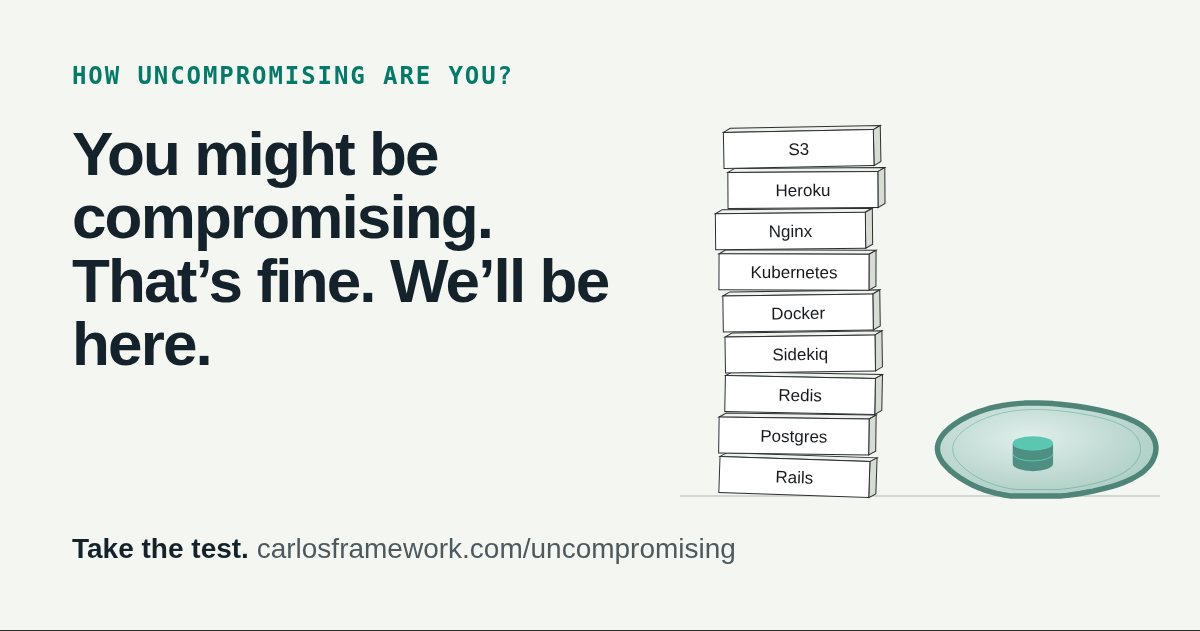 HOW UNCOMPROMISING ARE YOU?
You might be
compromising.
That’s fine. We’ll be
here.
S3
Heroku
Nginx
Kubernetes
Docker
Sidekiq
Redis
Postgres
Rails
Take the test. carlosframework.com/uncompromising